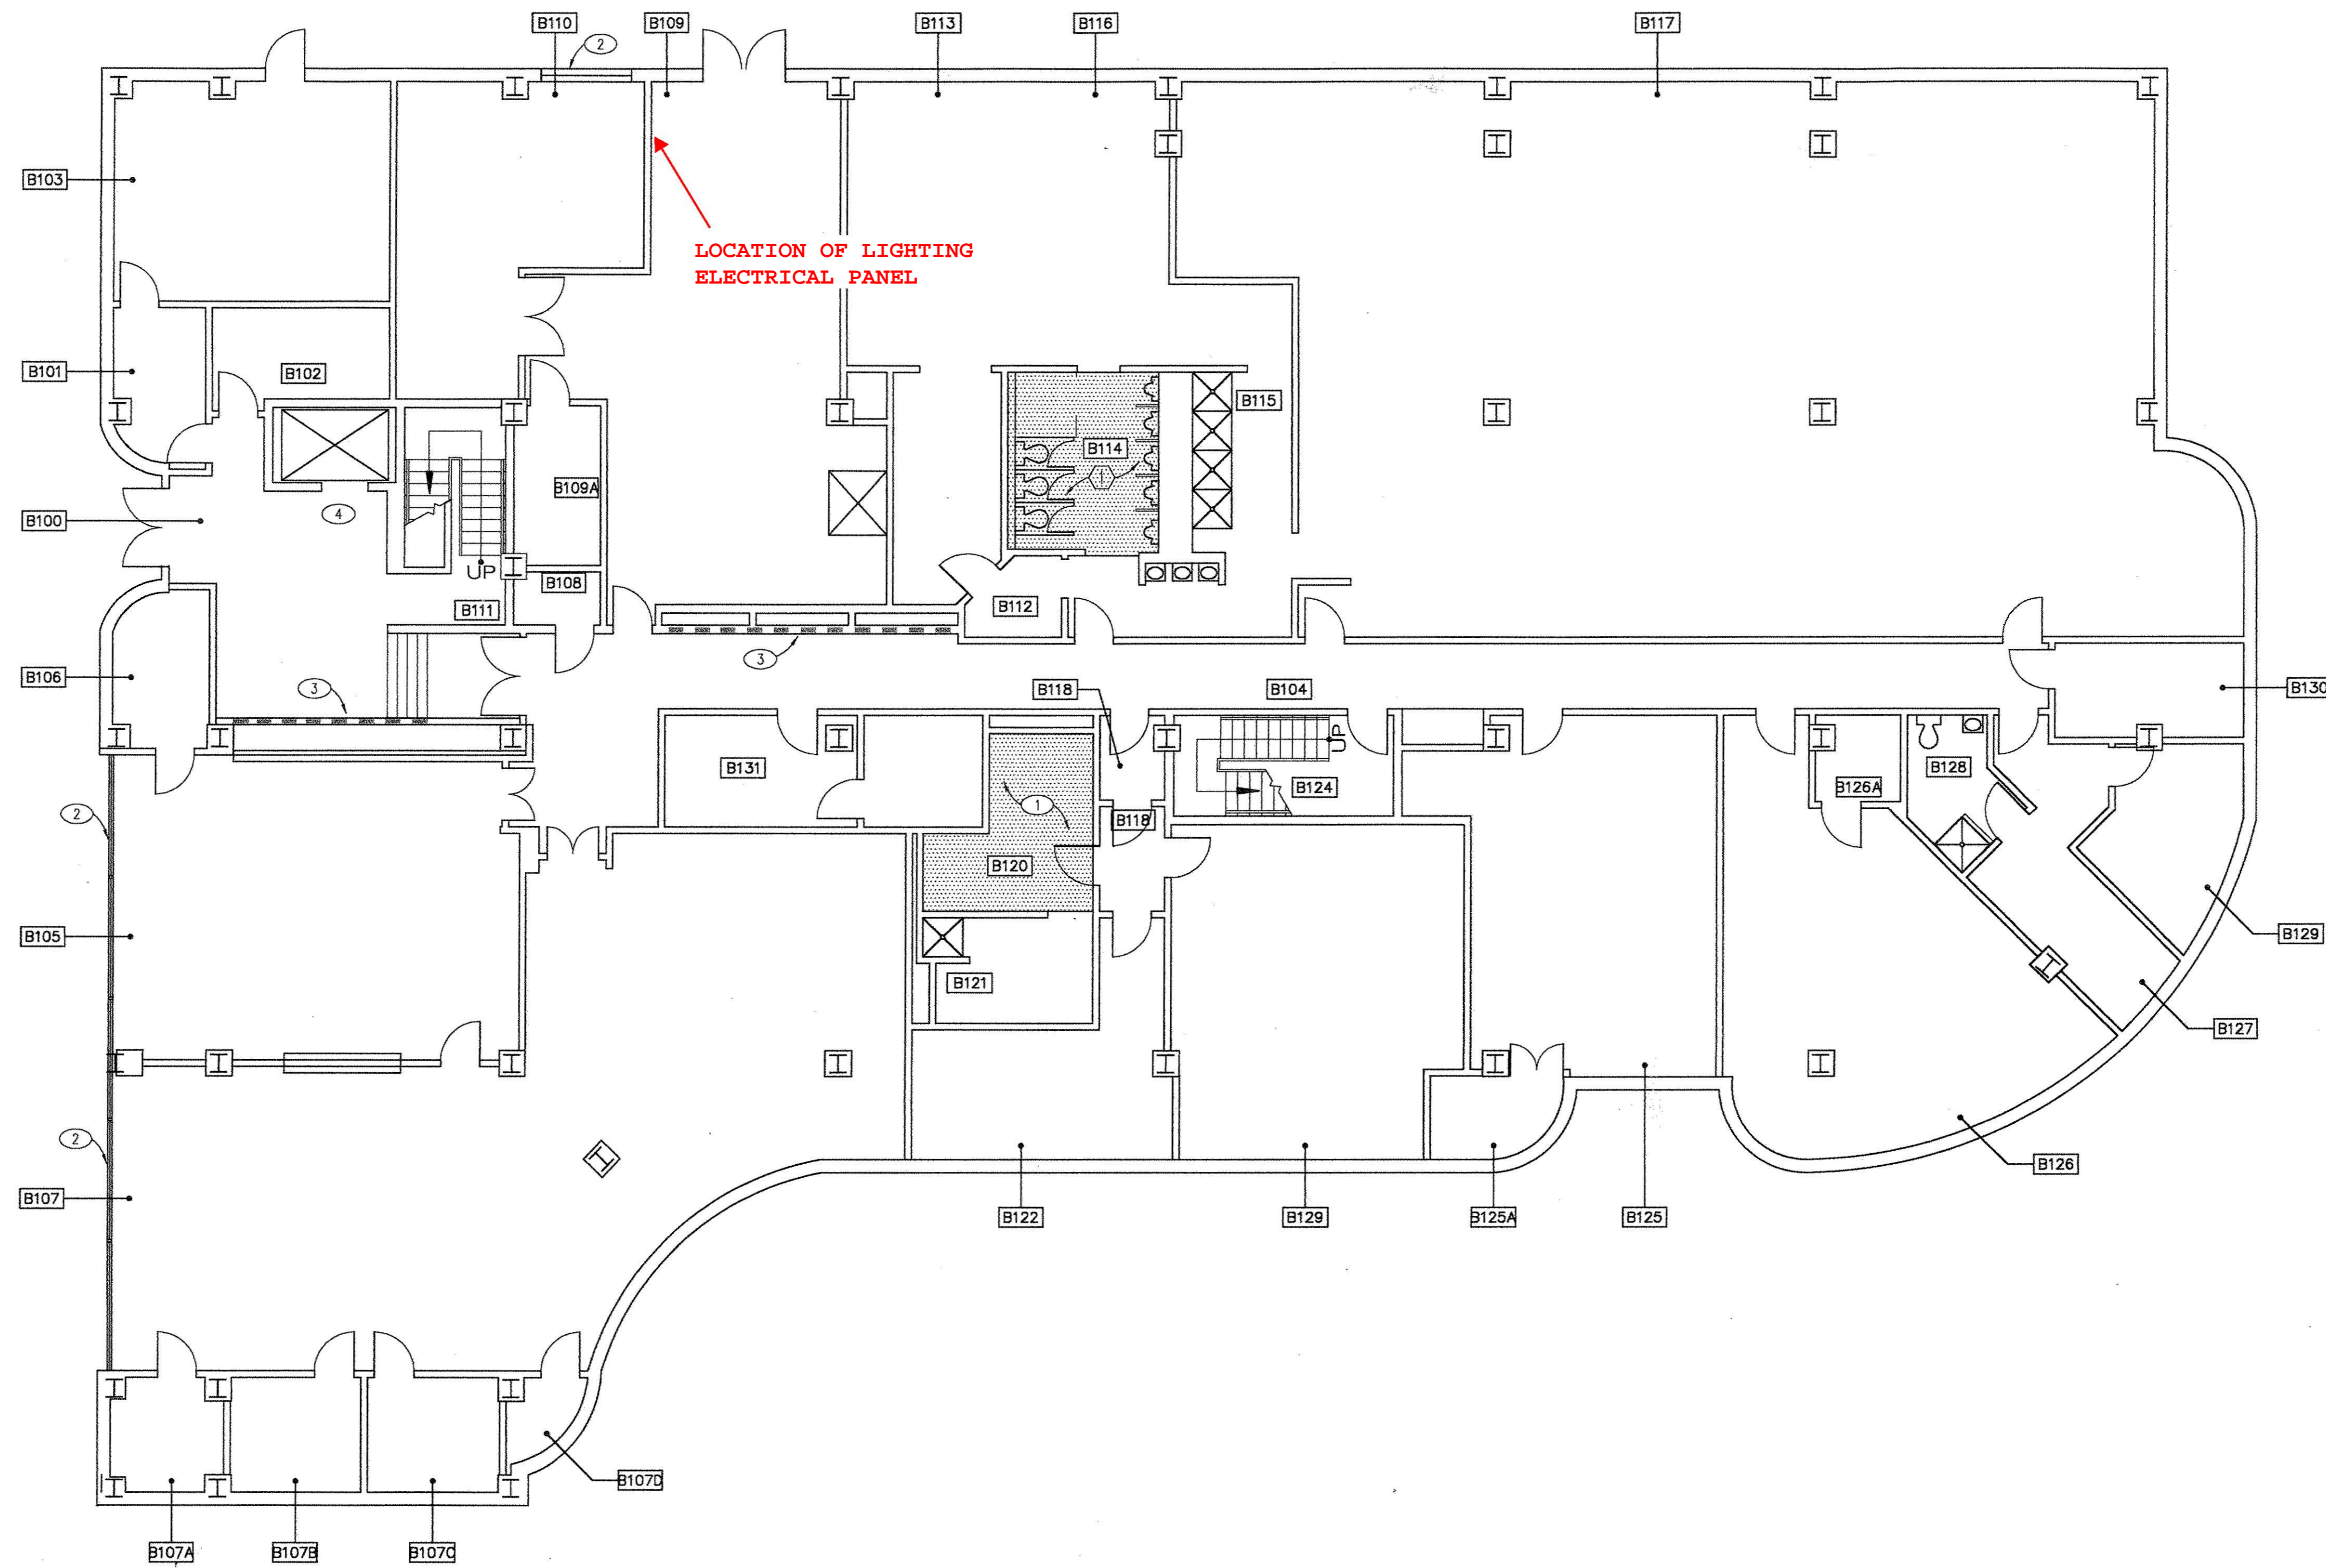 B110
B109
B113
B116
B117
2
B103
LOCATION OF LIGHTING
ELECTRICAL PANEL
B101
B102
B115
B114
1
B109A
B100
4
UP
B108
B111
B112
3
B106
3
B118
B104
B130
UP
B131
B124
B128
B126A
2
1
B118
B120
B129
B105
B121
B127
2
B107
B126
B122
B129
B125A
B125
B107D
B107A
B107B
B107C